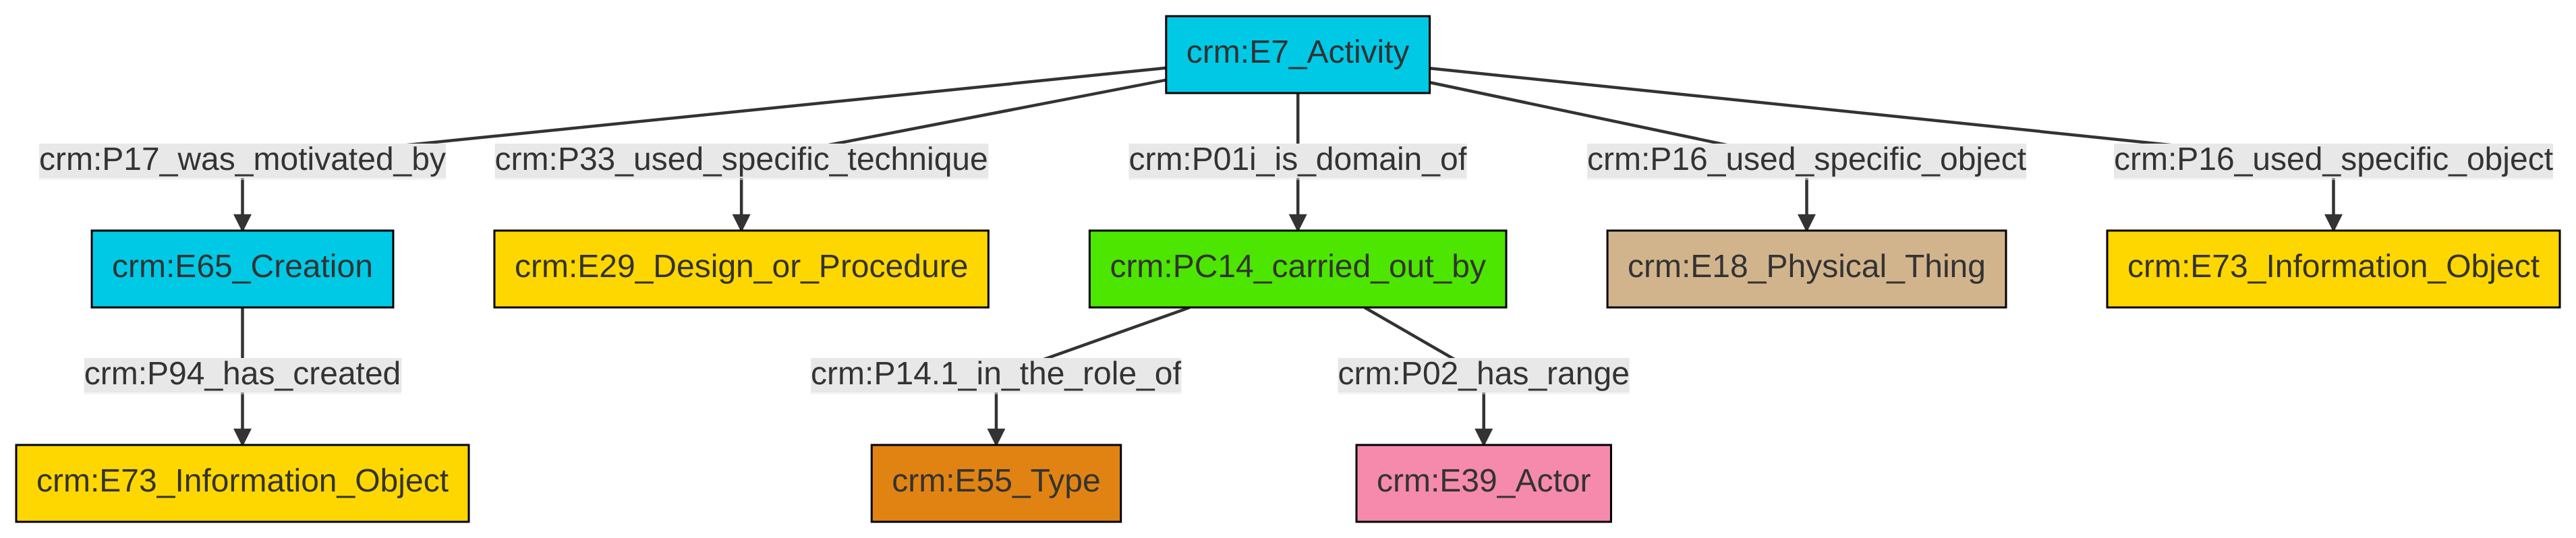 crm:E7_Activity
crm:P17_was_motivated_by
crm:P33_used_specific_technique
crm:P01i_is_domain_of
crm:P16_used_specific_object
crm:P16_used_specific_object
crm:E65_Creation
crm:E29_Design_or_Procedure
crm:PC14_carried_out_by
crm:E18_Physical_Thing
crm:E73_Information_Object
crm:P94_has_created
crm:P14.1_in_the_role_of
crm:P02_has_range
crm:E73_Information_Object
crm:E55_Type
crm:E39_Actor